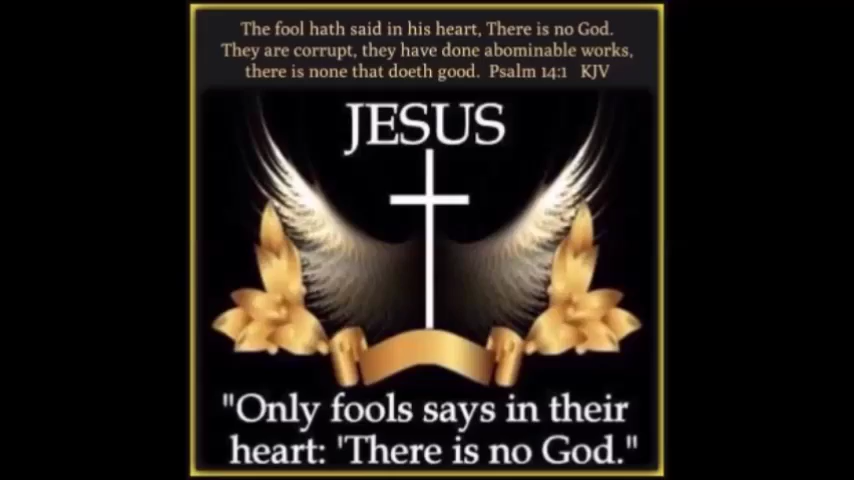 The fool hath said in his heart, There is no God.
They are corrupt, they have done abominable works,
there is none that doeth good. Psalm 14:1 KJV
JESUS
"Only fools says in their
heart: 'There is no God."